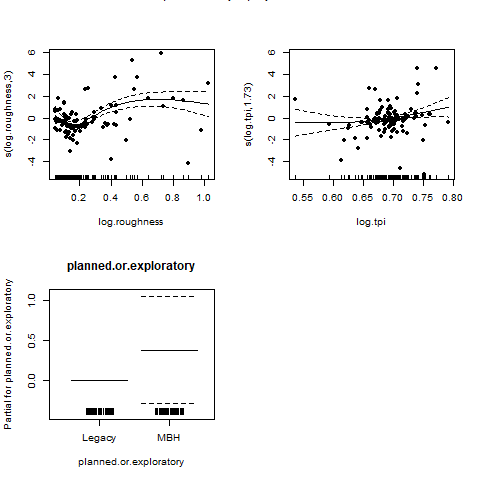 s(log.roughness,3)
6
4
2
0
-2
-4
0.2
0.4
0.6
0.8
1.0
log.roughness
s(log.tpi,1.73)
6
4
2
0
-2
-4
0.55
0.60
0.65
0.70
0.75
0.80
log.tpi
planned.or.exploratory
Partial for planned.or.exploratory
1.0
0.5
0.0
Legacy
MBH
planned.or.exploratory